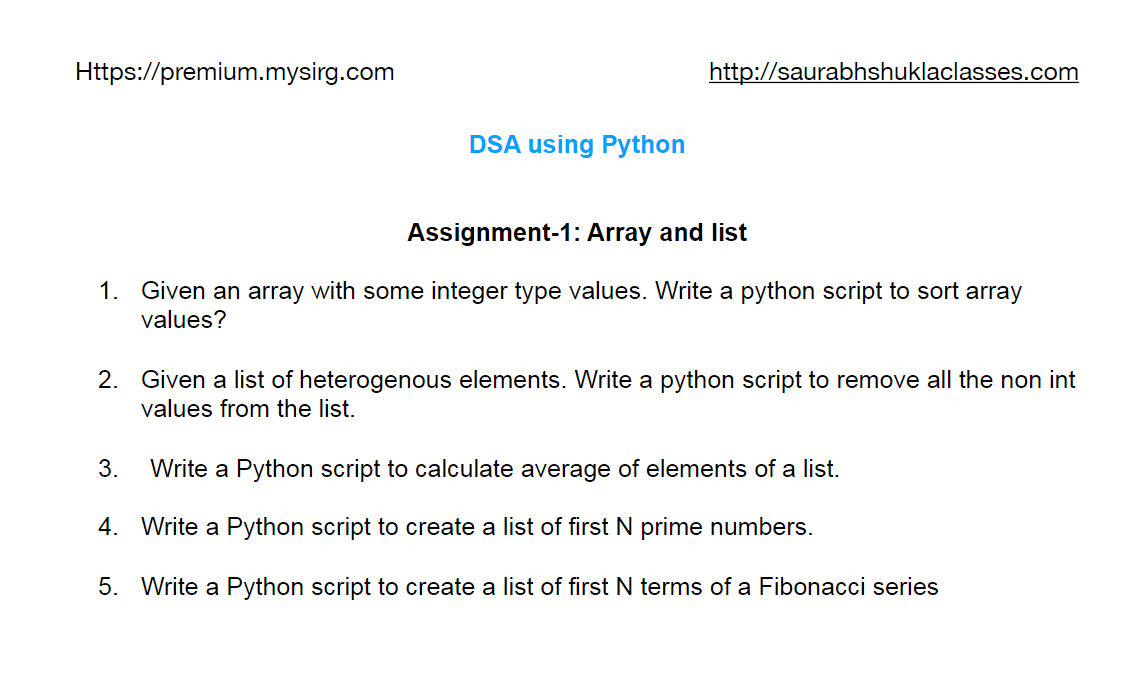 Https://premium.mysirg.com http://saurabhshuklaclasses.com
DSA using Python
Assignment-1: Array and list
1. Given an array with some integer type values. Write a python script to sort array
values?
2. Given a list of heterogenous elements. Write a python script to remove all the non int
values from the list.
3. Write a Python script to calculate average of elements of a list.
4. Write a Python script to create a list of first N prime numbers.
5. Write a Python script to create a list of first N terms of a Fibonacci series